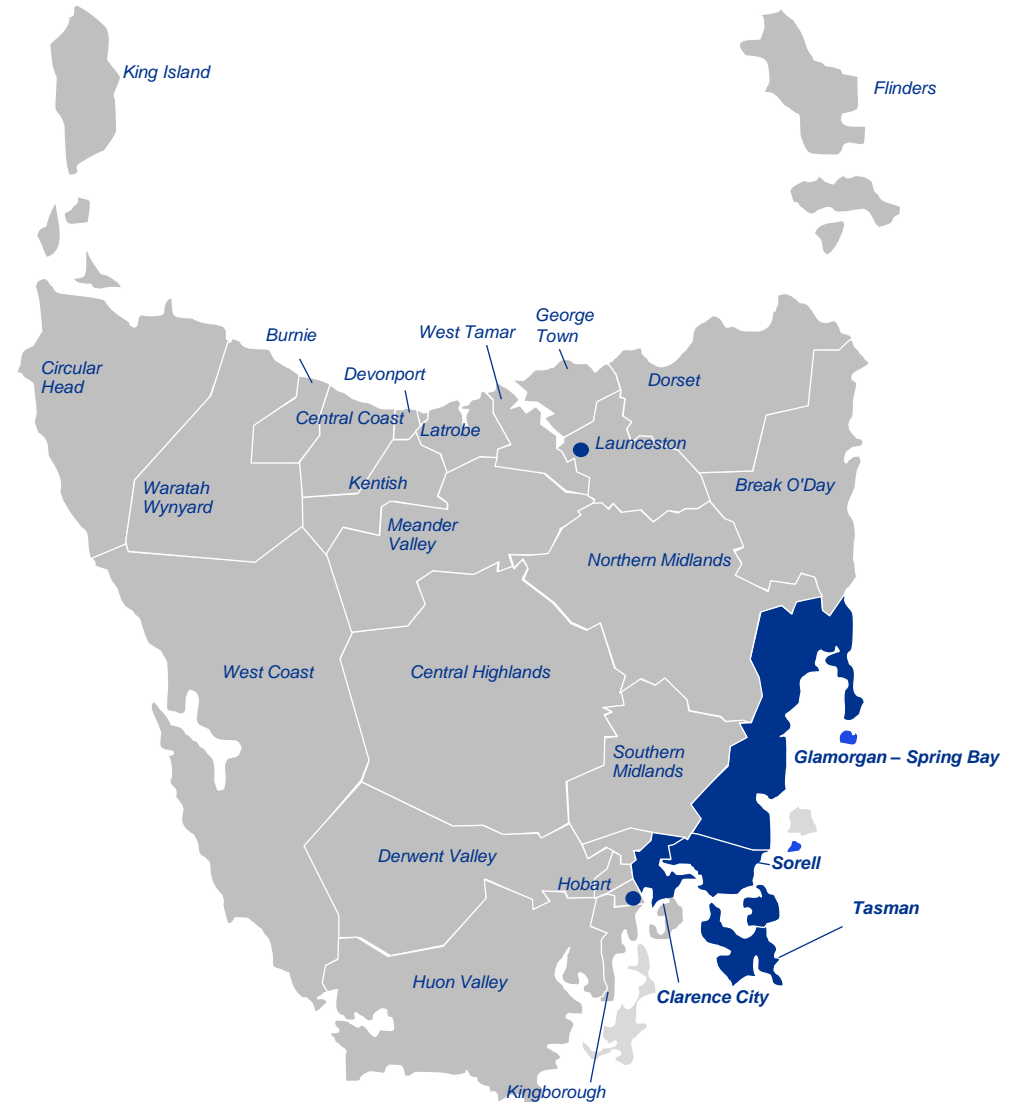 King Island
Flinders
George
Town
West Tamar
Burnie
Devonport
Circular
Head
Dorset
Central Coast
Latrobe
Launceston
Kentish
Break O'Day
Waratah
Wynyard
Meander
Valley
Northern Midlands
West Coast
Central Highlands
Southern
Midlands
Glamorgan – Spring Bay
Derwent Valley
Sorell
Hobart
Tasman
Huon Valley
Clarence City
Kingborough